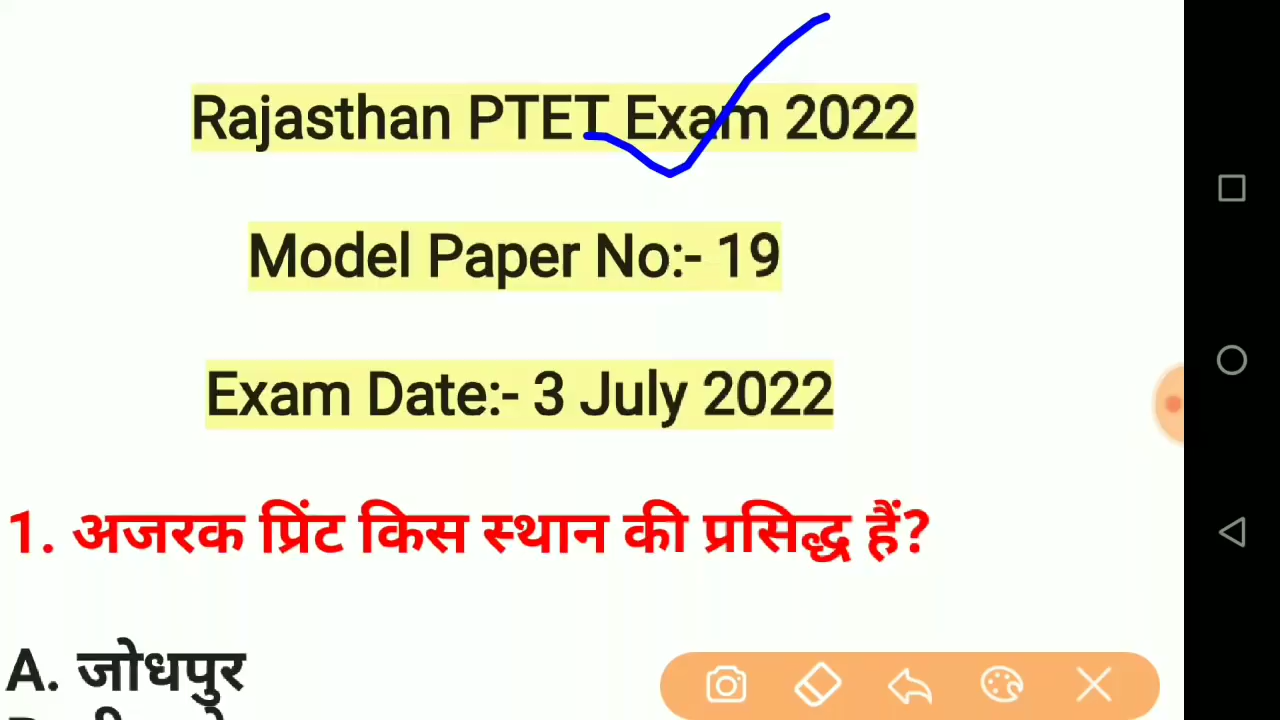 Rajasthan PTET Exam 2022
Model Paper No:- 19
Exam Date:- 3 July 2022
1. अजरक प्रिंट किस स्थान की प्रसिद्ध हैं?
A. जोधपुर